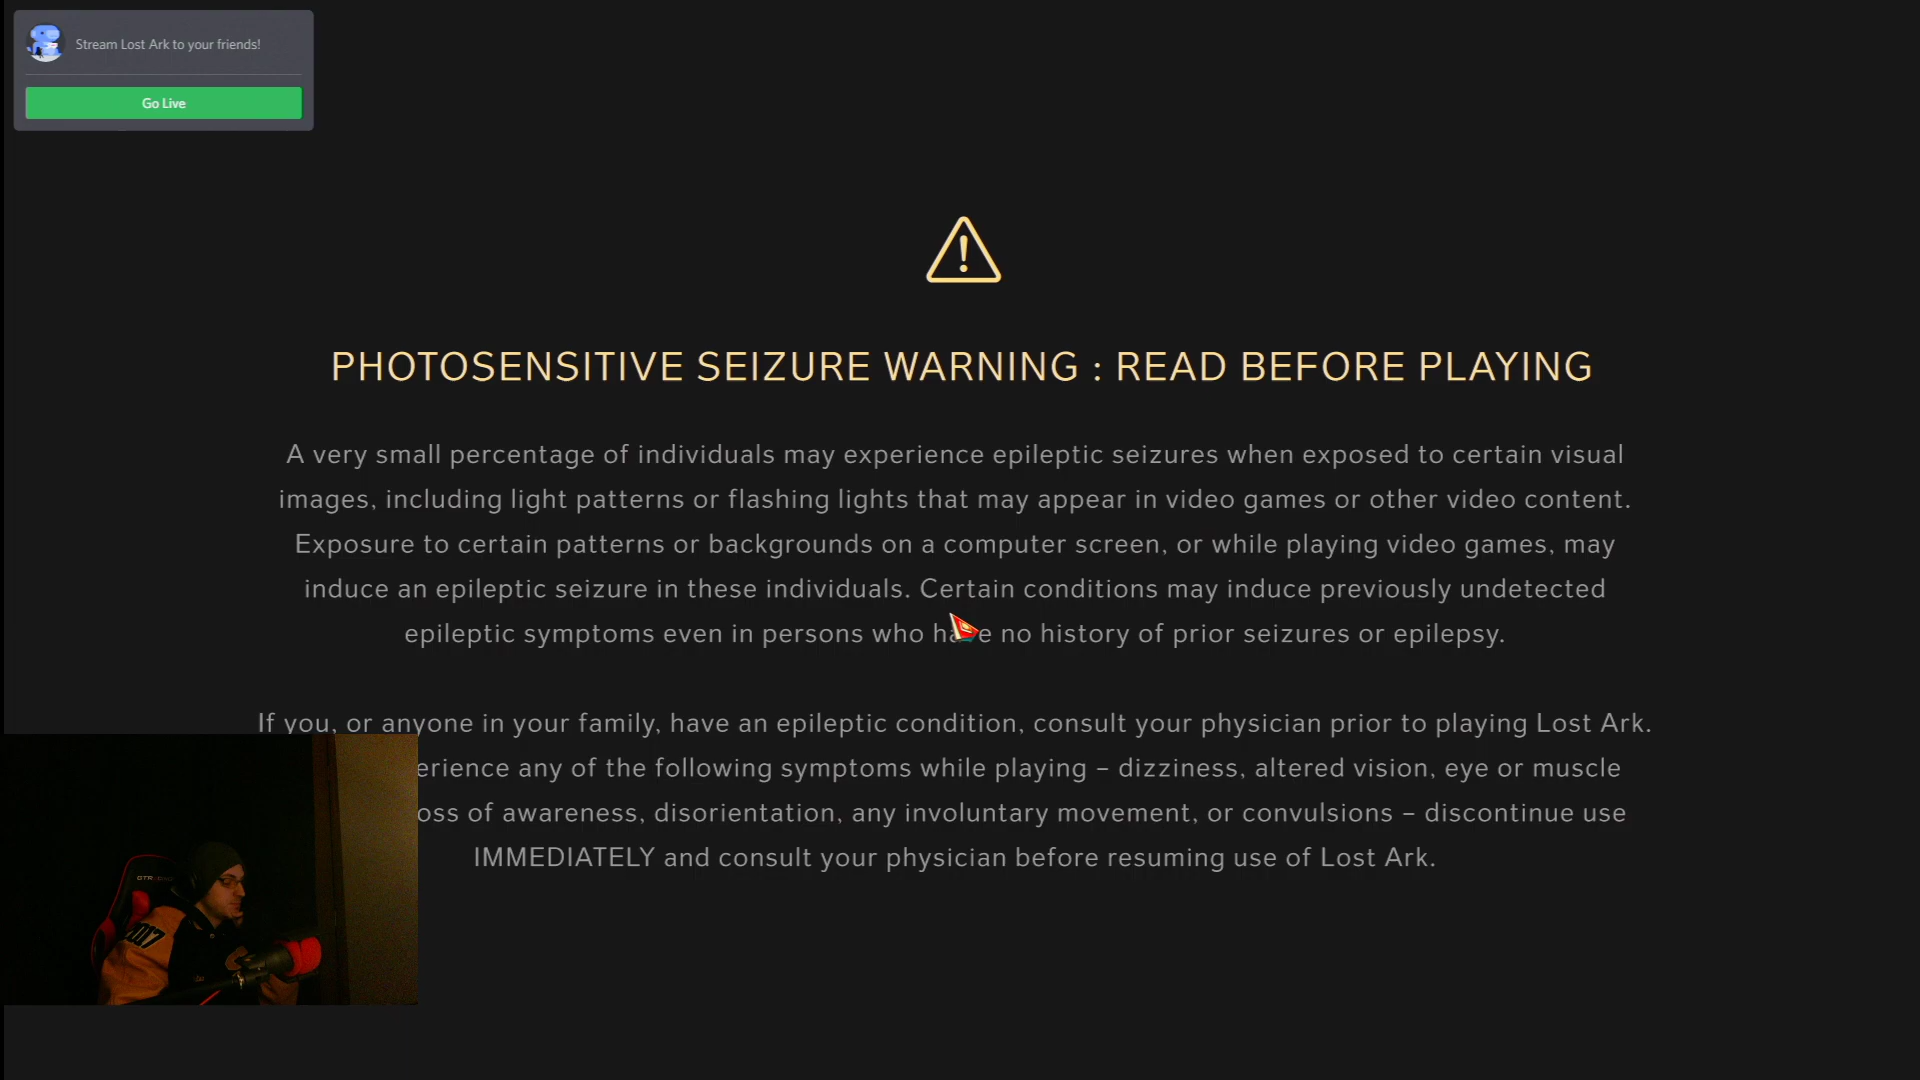 Stream Lost Ark to your friends!
Go Live
PHOTOSENSITIVE SEIZURE WARNING : READ BEFORE PLAYING
A very small percentage of individuals may experience epileptic seizures when exposed to certain visual
images, including light patterns or flashing lights that may appear in video games or other video content.
Exposure to certain patterns or backgrounds on a computer screen, or while playing video games, may
induce an epileptic seizure in these individuals. Certain conditions may induce previously undetected
epileptic symptoms even in persons who have no history of prior seizures or epilepsy.
If you, or anyone in your family, have an epileptic condition, consult your physician prior to playing Lost Ark.
erience any of the following symptoms while playing – dizziness, altered vision, eye or muscle
oss of awareness, disorientation, any involuntary movement, or convulsions – discontinue use
IMMEDIATELY and consult your physician before resuming use of Lost Ark.
2017